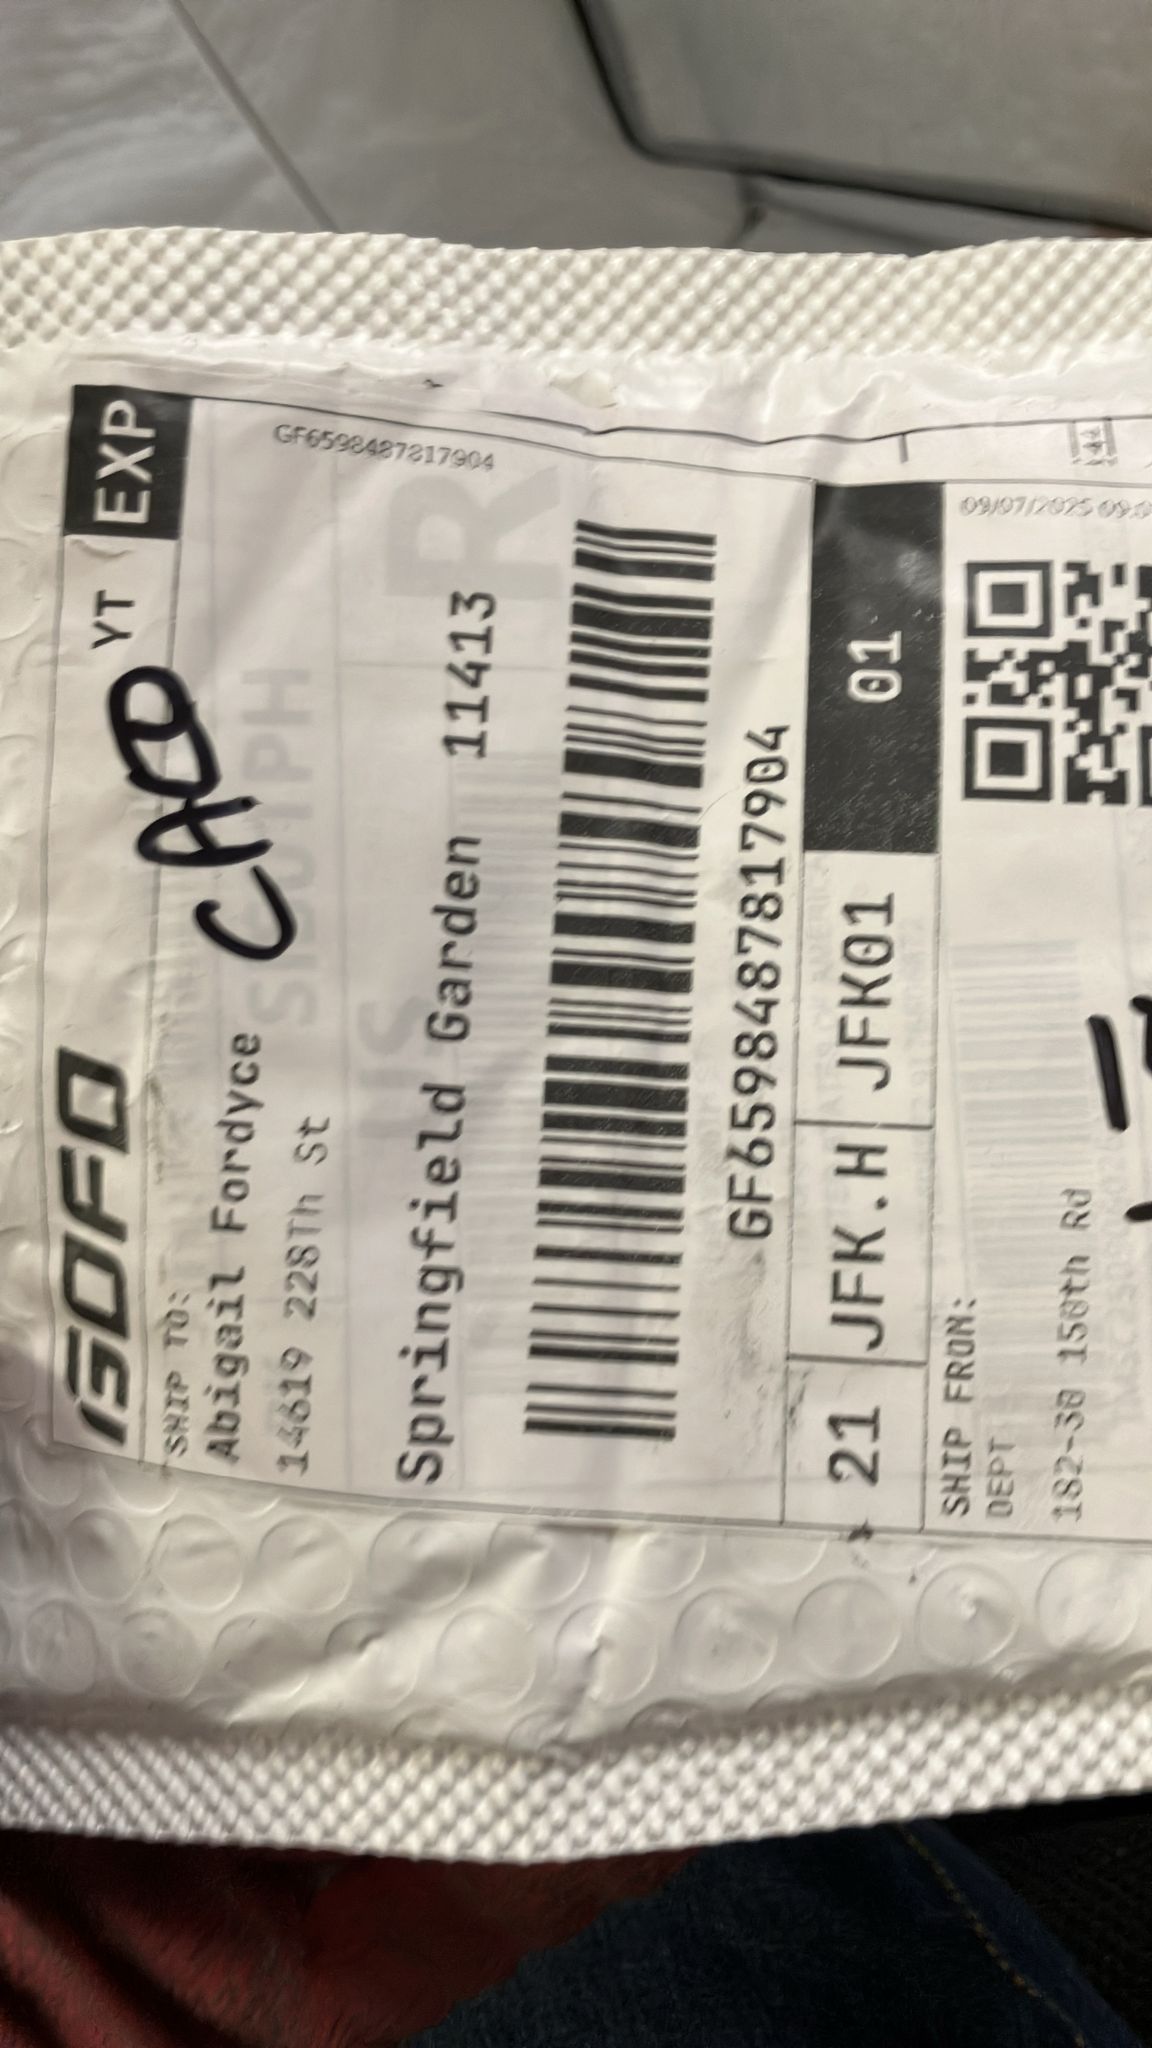 GOFO
YT EXP
CAO
SHIP TO:
Abigail Fordyce
14619 228Th St
GF6598487817904
Springfield Garden 11413
GF6598487817904
21 JFK.H JFK01 01
SHIP FROM:
DEPT
182-30 150th Rd
09/07/2025